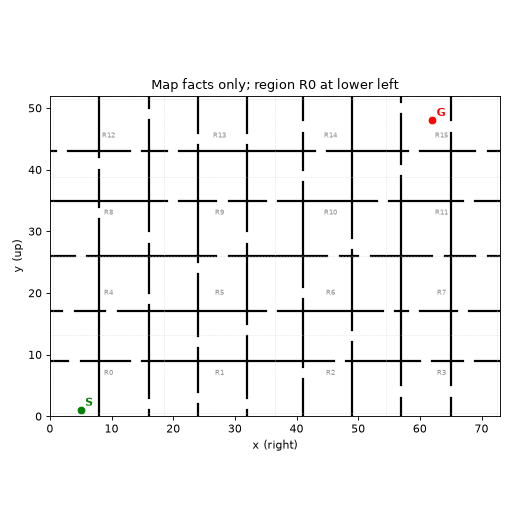 Map facts only; region R0 at lower left
G
R12 R13 R14 R15
R8 R9 R10 R11
R4 R5 R6 R7
R0 R1 R2 R3
S
50
40
30
20
10
0
y (up)
0 10 20 30 40 50 60 70
x (right)